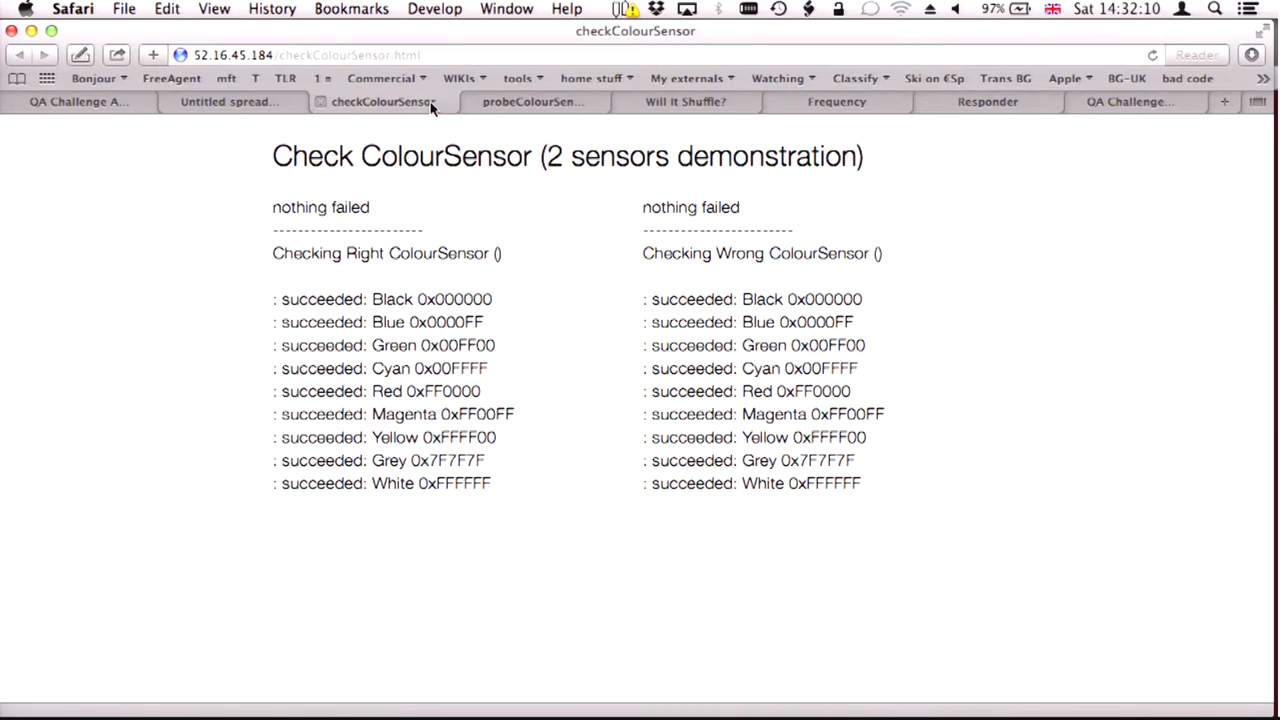 Safari File Edit View History Bookmarks Develop Window Help 97% Sat 14:32:10
checkColourSensor
52.16.45.184/checkColourSensor.html Reader
Bonjour FreeAgent mft T TLR 1 = Commercial WIKIs tools home stuff My externals Watching Classify Ski on €Sp Trans BG Apple BG-UK bad code
QA Challenge A... Untitled spread... checkColourSensor probeColourSen... Will It Shuffle? Frequency Responder QA Challenge...
Check ColourSensor (2 sensors demonstration)
nothing failed
------------------------
Checking Right ColourSensor ()
: succeeded: Black 0x000000
: succeeded: Blue 0x0000FF
: succeeded: Green 0x00FF00
: succeeded: Cyan 0x00FFFF
: succeeded: Red 0xFF0000
: succeeded: Magenta 0xFF00FF
: succeeded: Yellow 0xFFFF00
: succeeded: Grey 0x7F7F7F
: succeeded: White 0xFFFFFF
nothing failed
------------------------
Checking Wrong ColourSensor ()
: succeeded: Black 0x000000
: succeeded: Blue 0x0000FF
: succeeded: Green 0x00FF00
: succeeded: Cyan 0x00FFFF
: succeeded: Red 0xFF0000
: succeeded: Magenta 0xFF00FF
: succeeded: Yellow 0xFFFF00
: succeeded: Grey 0x7F7F7F
: succeeded: White 0xFFFFFF